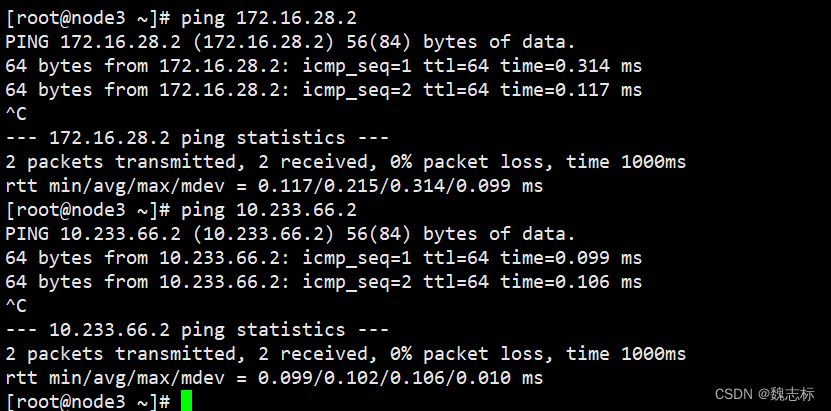 [root@node3 ~]# ping 172.16.28.2
PING 172.16.28.2 (172.16.28.2) 56(84) bytes of data.
64 bytes from 172.16.28.2: icmp_seq=1 ttl=64 time=0.314 ms
64 bytes from 172.16.28.2: icmp_seq=2 ttl=64 time=0.117 ms
^C
--- 172.16.28.2 ping statistics ---
2 packets transmitted, 2 received, 0% packet loss, time 1000ms
rtt min/avg/max/mdev = 0.117/0.215/0.314/0.099 ms
[root@node3 ~]# ping 10.233.66.2
PING 10.233.66.2 (10.233.66.2) 56(84) bytes of data.
64 bytes from 10.233.66.2: icmp_seq=1 ttl=64 time=0.099 ms
64 bytes from 10.233.66.2: icmp_seq=2 ttl=64 time=0.106 ms
^C
--- 10.233.66.2 ping statistics ---
2 packets transmitted, 2 received, 0% packet loss, time 1000ms
rtt min/avg/max/mdev = 0.099/0.102/0.106/0.010 ms
[root@node3 ~]#
CSDN @魏志标